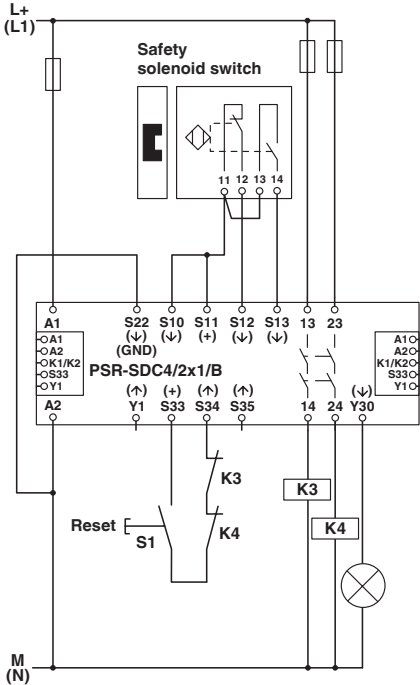 L+
(L1)
Safety
solenoid switch
11 12 13 14
A1 S22 S10 S11 S12 S13 13 23
(↓) (↓) (+) (↓) (↓)
(GND)
A1
A2
K1/K2
S33
Y1
A1
A2
K1/K2
S33
Y1
PSR-SDC4/2x1/B
(↑) (+) (↑) (↑) (↓)
A2 Y1 S33 S34 S35 14 24 Y30
K3
K3
K4
K4
Reset
S1
M
(N)